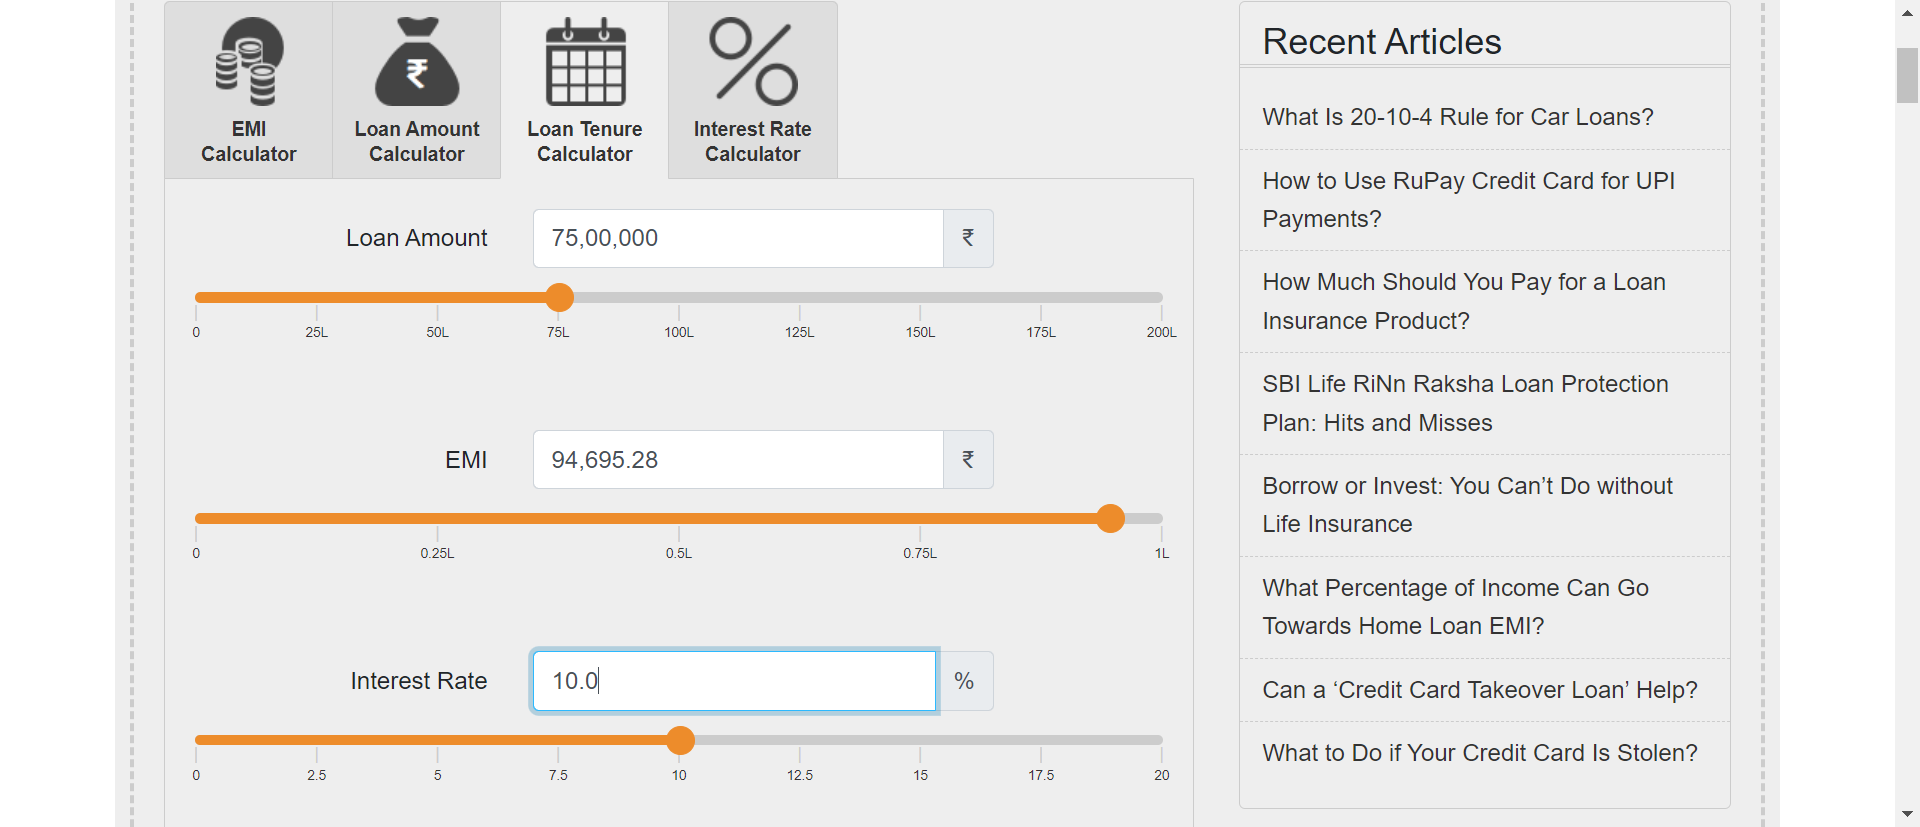 EMI
Calculator
Loan Amount
Calculator
Loan Tenure
Calculator
Interest Rate
Calculator
Loan Amount
75,00,000
₹
0
25L
50L
75L
100L
125L
150L
175L
200L
EMI
94,695.28
₹
0
0.25L
0.5L
0.75L
1L
Interest Rate
10.0
%
0
2.5
5
7.5
10
12.5
15
17.5
20
Recent Articles
What Is 20-10-4 Rule for Car Loans?
How to Use RuPay Credit Card for UPI
Payments?
How Much Should You Pay for a Loan
Insurance Product?
SBI Life RiNn Raksha Loan Protection
Plan: Hits and Misses
Borrow or Invest: You Can’t Do without
Life Insurance
What Percentage of Income Can Go
Towards Home Loan EMI?
Can a ‘Credit Card Takeover Loan’ Help?
What to Do if Your Credit Card Is Stolen?